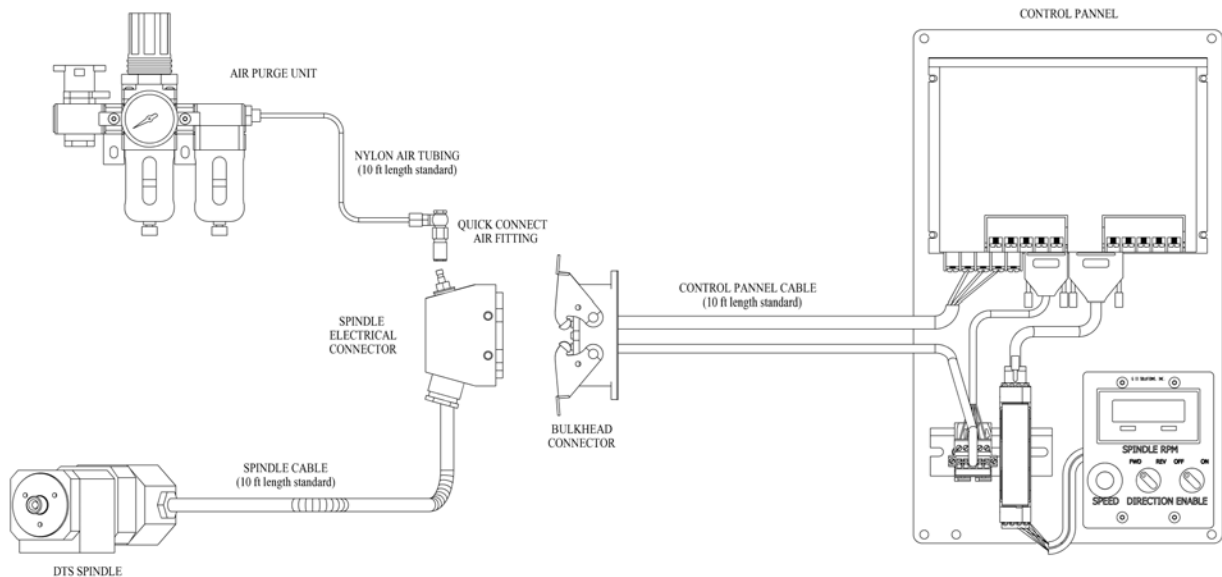 CONTROL PANNEL
AIR PURGE UNIT
NYLON AIR TUBING
(10 ft length standard)
QUICK CONNECT
AIR FITTING
CONTROL PANNEL CABLE
(10 ft length standard)
SPINDLE
ELECTRICAL
CONNECTOR
BULKHEAD
CONNECTOR
SPINDLE CABLE
(10 ft length standard)
DTS SPINDLE
SPINDLE RPM
FWD REV OFF ON
SPEED DIRECTION ENABLE